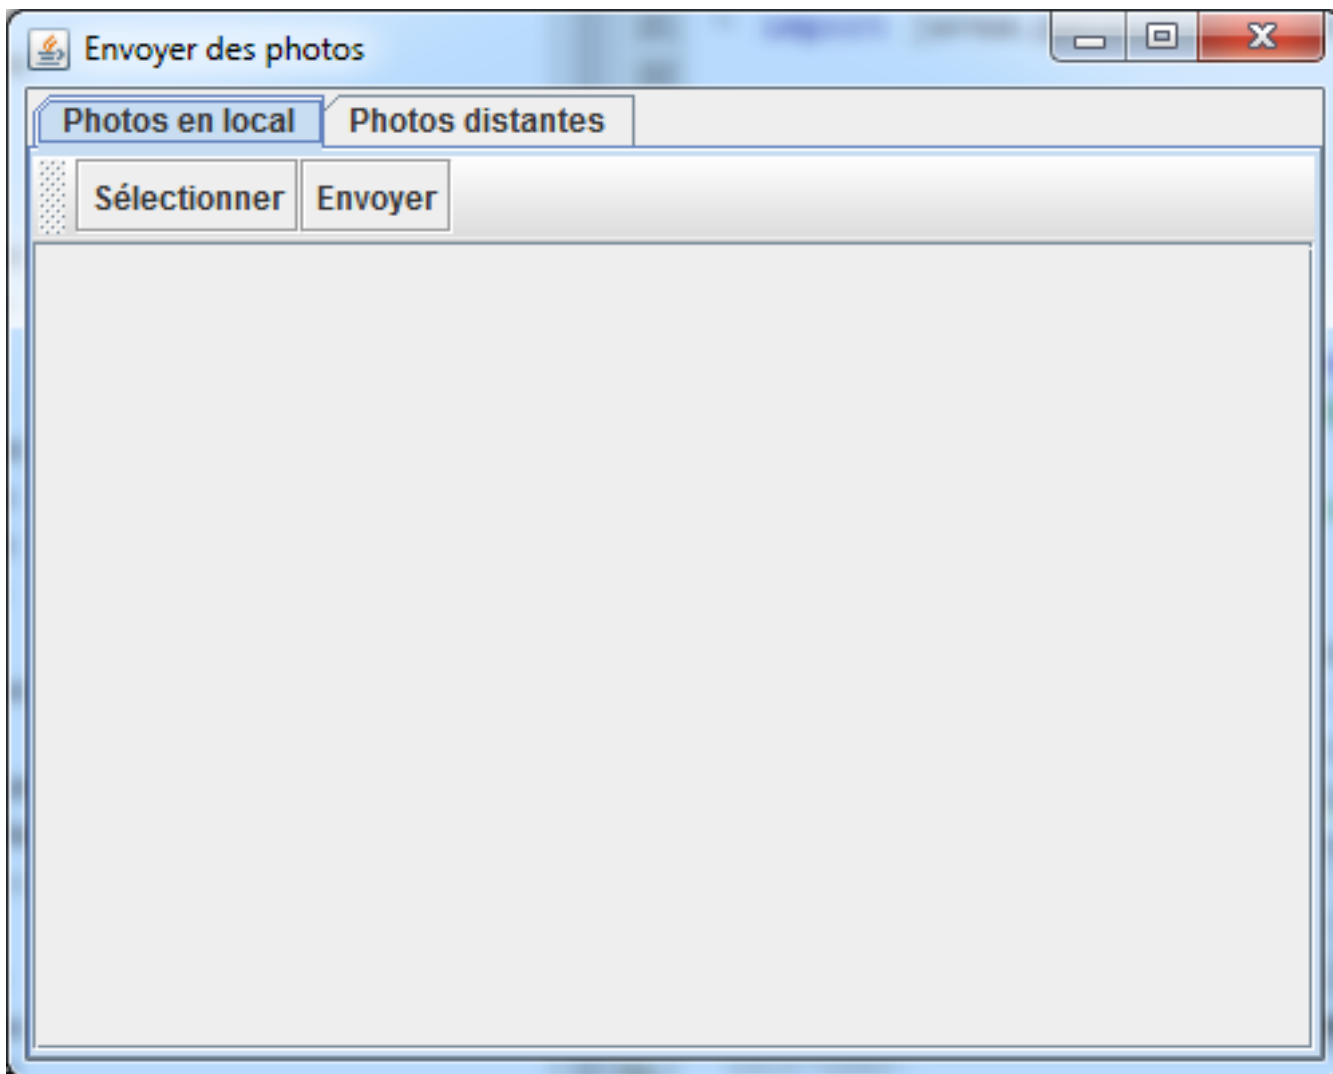 Envoyer des photos
Photos en local Photos distantes
Sélectionner Envoyer